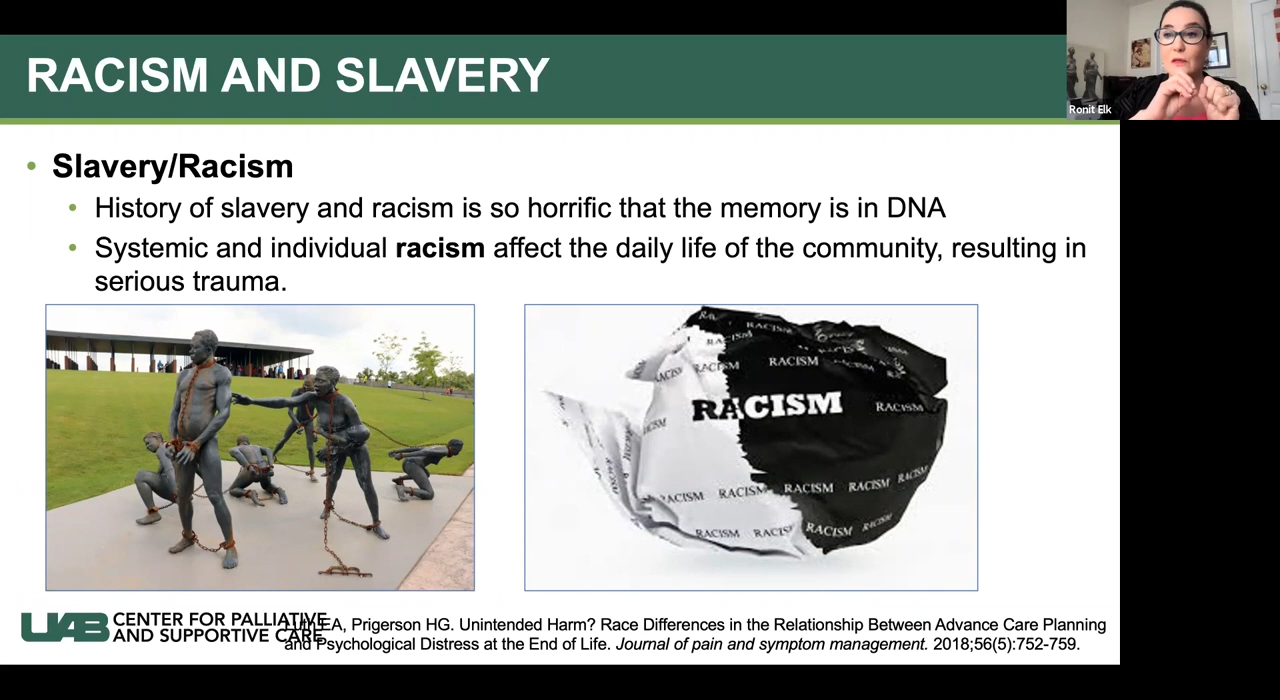 RACISM AND SLAVERY
Ronit Elk
• Slavery/Racism
• History of slavery and racism is so horrific that the memory is in DNA
• Systemic and individual racism affect the daily life of the community, resulting in
serious trauma.
RACISM
RACISM
RACISM
RACISM
RACISM
RACISM
RACISM
RACISM
RACISM
RACISM
RACISM
RACISM
RACISM
UAB CENTER FOR PALLIATIVE
AND SUPPORTIVE CARE
EA, Prigerson HG. Unintended Harm? Race Differences in the Relationship Between Advance Care Planning
and Psychological Distress at the End of Life. Journal of pain and symptom management. 2018;56(5):752-759.